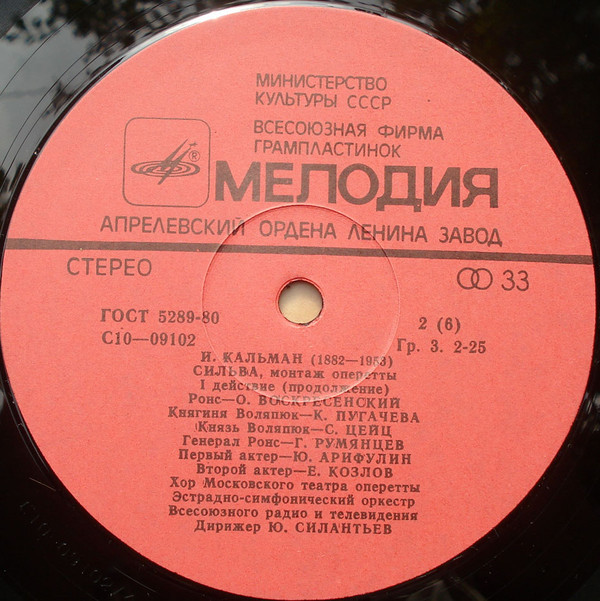 МИНИСТЕРСТВО
КУЛЬТУРЫ СССР
ВСЕСОЮЗНАЯ ФИРМА
ГРАМПЛАСТИНОК
®
МЕЛОДИЯ
АПРЕЛЕВСКИЙ ОРДЕНА ЛЕНИНА ЗАВОД
СТЕРЕО
33
ГОСТ 5289-80
2 (6)
С10—09102
Гр. 3. 2-25
И. КАЛЬМАН (1882—1953)
СИЛЬВА, монтаж оперетты
I действие (продолжение)
Ронс—О. ВОСКРЕСЕНСКИЙ
Княгиня Воляпюк—К. ПУГАЧЕВА
Князь Воляпюк—С. ЦЕЙЦ
Генерал Ронс—Г. РУМЯНЦЕВ
Первый актер—Ю. АРИФУЛИН
Второй актер—Е. КОЗЛОВ
Хор Московского театра оперетты
Эстрадно-симфонический оркестр
Всесоюзного радио и телевидения
Дирижер Ю. СИЛАНТЬЕВ